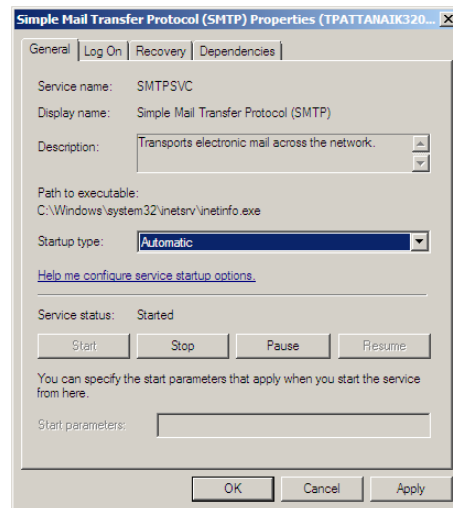 Simple Mail Transfer Protocol (SMTP) Properties (TPATTANAIK320... X
General Log On Recovery Dependencies
Service name: SMTPSVC
Display name: Simple Mail Transfer Protocol (SMTP)
Description: Transports electronic mail across the network.
Path to executable:
C:\Windows\system32\inetsrv\inetinfo.exe
Startup type: Automatic
Help me configure service startup options.
Service status: Started
Start Stop Pause Resume
You can specify the start parameters that apply when you start the service
from here.
Start parameters:
OK Cancel Apply